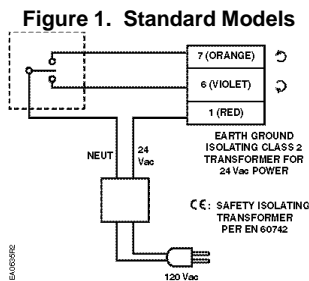 Figure 1. Standard Models
7 (ORANGE)
6 (VIOLET)
1 (RED)
EARTH GROUND
ISOLATING CLASS 2
TRANSFORMER FOR
24 Vac POWER
NEUT
24
Vac
CE: SAFETY ISOLATING
TRANSFORMER
PER EN 60742
120 Vac
EA0635R2